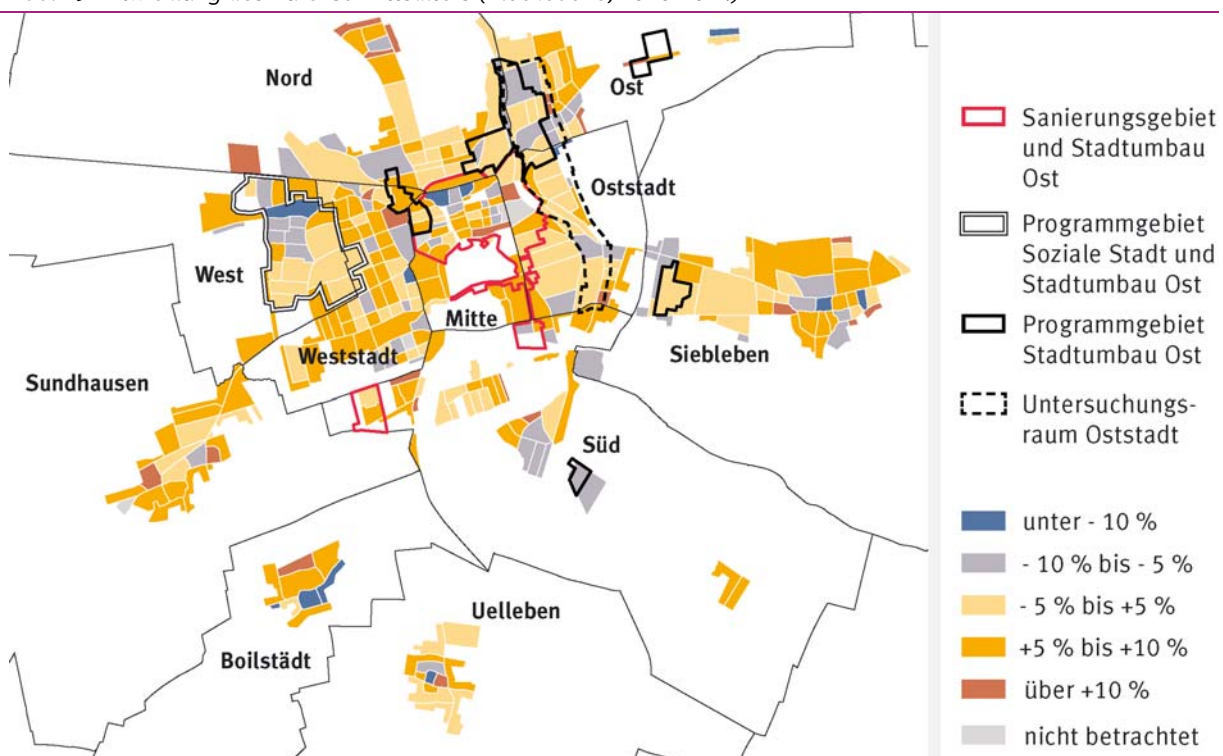 Nord
Ost
Oststadt
West
Mitte
Weststadt
Siebleben
Sundhausen
Süd
Uelleben
Boilstädt
Sanierungsgebiet
und Stadtumbau
Ost
Programmgebiet
Soziale Stadt und
Stadtumbau Ost
Programmgebiet
Stadtumbau Ost
Untersuchungs-
raum Oststadt
unter - 10 %
- 10 % bis - 5 %
- 5 % bis +5 %
+5 % bis +10 %
über +10 %
nicht betrachtet